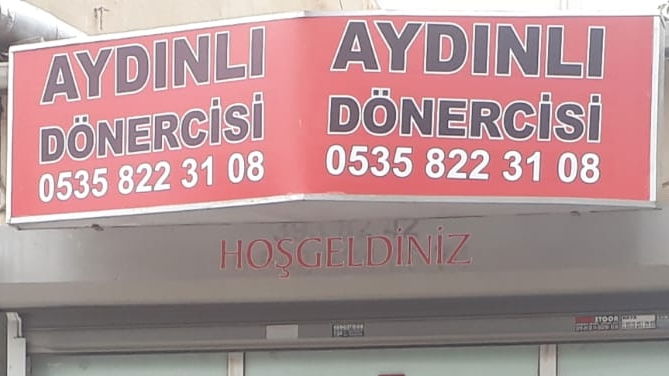 AYDINLI
DÖNERCİSİ
0535 822 31 08
AYDINLI
DÖNERCİSİ
0535 822 31 08
HOŞGELDİNİZ